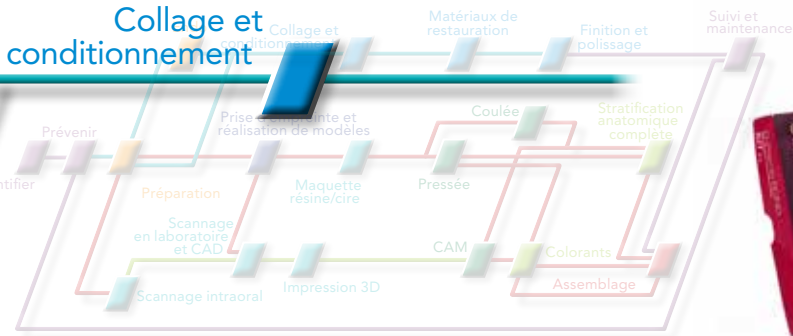 Collage et
conditionnement
Collage et
conditionnement
Matériaux de
restauration
Finition et
polissage
Suivi et
maintenance
Prévenir
Prise d'empreinte et
réalisation de modèles
Coulée
Stratification
anatomique
complète
ntifier
Préparation
Maquette
résine/cire
Pressée
Scannage
en laboratoire
et CAD
CAM
Colorants
Scannage intraoral
Impression 3D
Assemblage